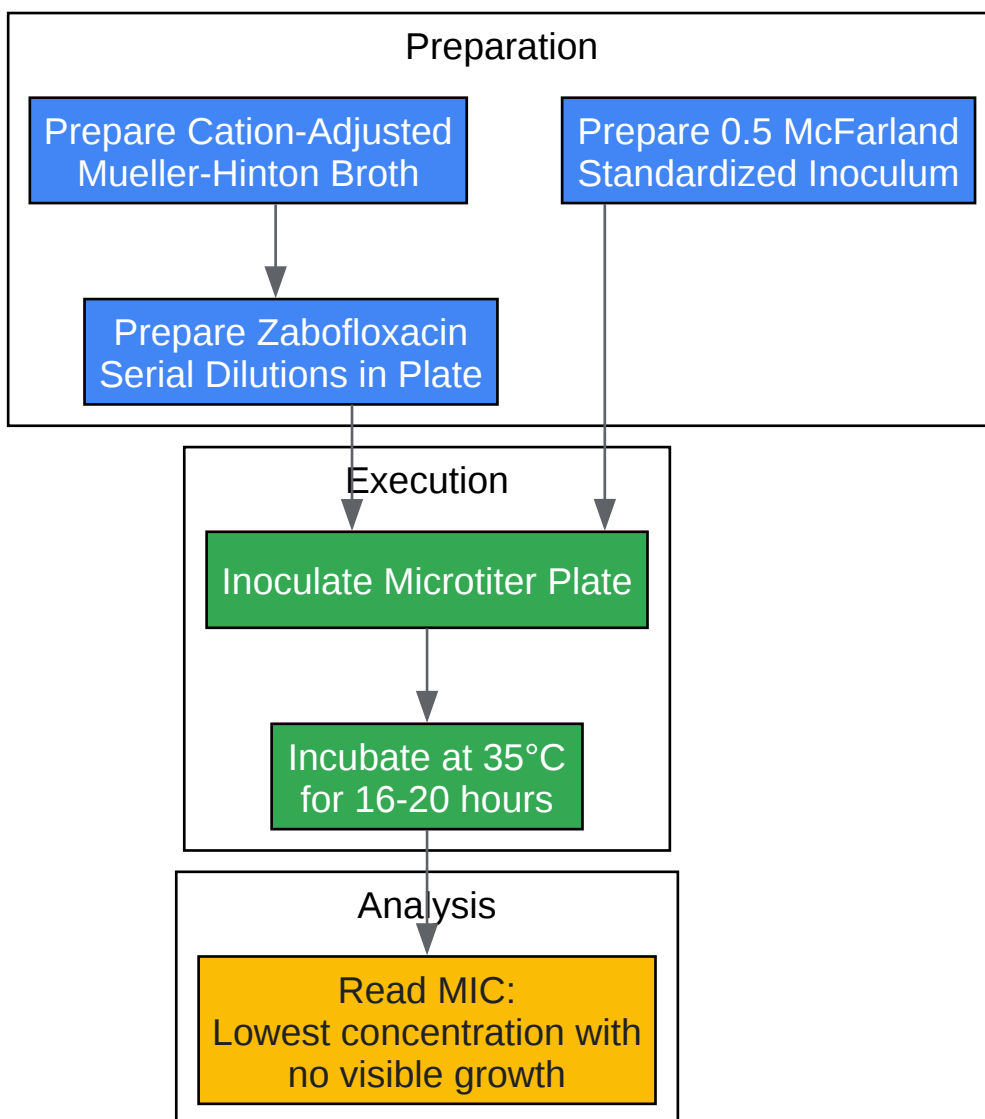 Preparation
Prepare Cation-Adjusted
Mueller-Hinton Broth
Prepare 0.5 McFarland
Standardized Inoculum
Prepare Zabofloxacin
Serial Dilutions in Plate
Execution
Inoculate Microtiter Plate
Incubate at 35°C
for 16-20 hours
Analysis
Read MIC:
Lowest concentration with
no visible growth